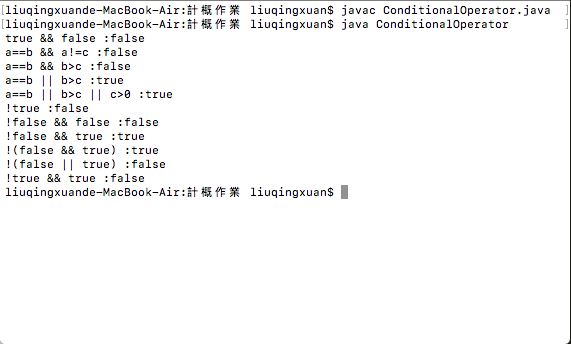 [liuqingxuande-MacBook-Air:計概作業 liuqingxuan$ javac ConditionalOperator.java ]
[liuqingxuande-MacBook-Air:計概作業 liuqingxuan$ java ConditionalOperator ]
true && false :false
a==b && a!=c :false
a==b && b>c :false
a==b || b>c :true
a==b || b>c || c>0 :true
!true :false
!false && false :false
!false && true :true
!(false && true) :true
!(false || true) :false
!true && true :false
liuqingxuande-MacBook-Air:計概作業 liuqingxuan$